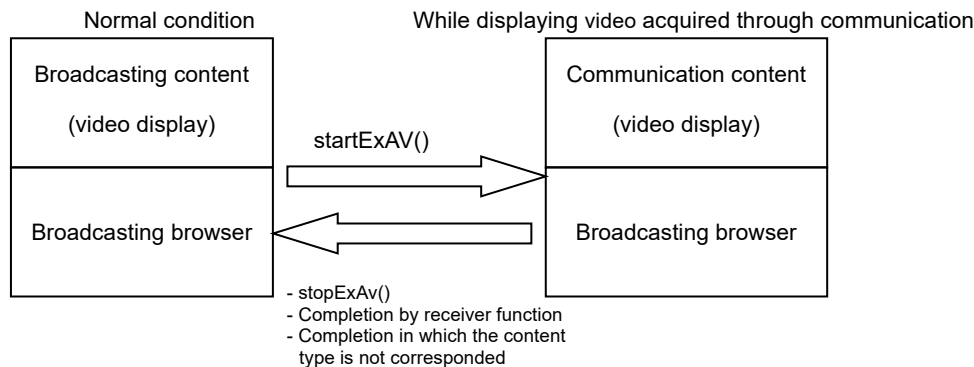 Normal condition
While displaying video acquired through communication
Broadcasting content
(video display)
Communication content
(video display)
startExAV()
Broadcasting browser
Broadcasting browser
- stopExAv()
- Completion by receiver function
- Completion in which the content
type is not corresponded